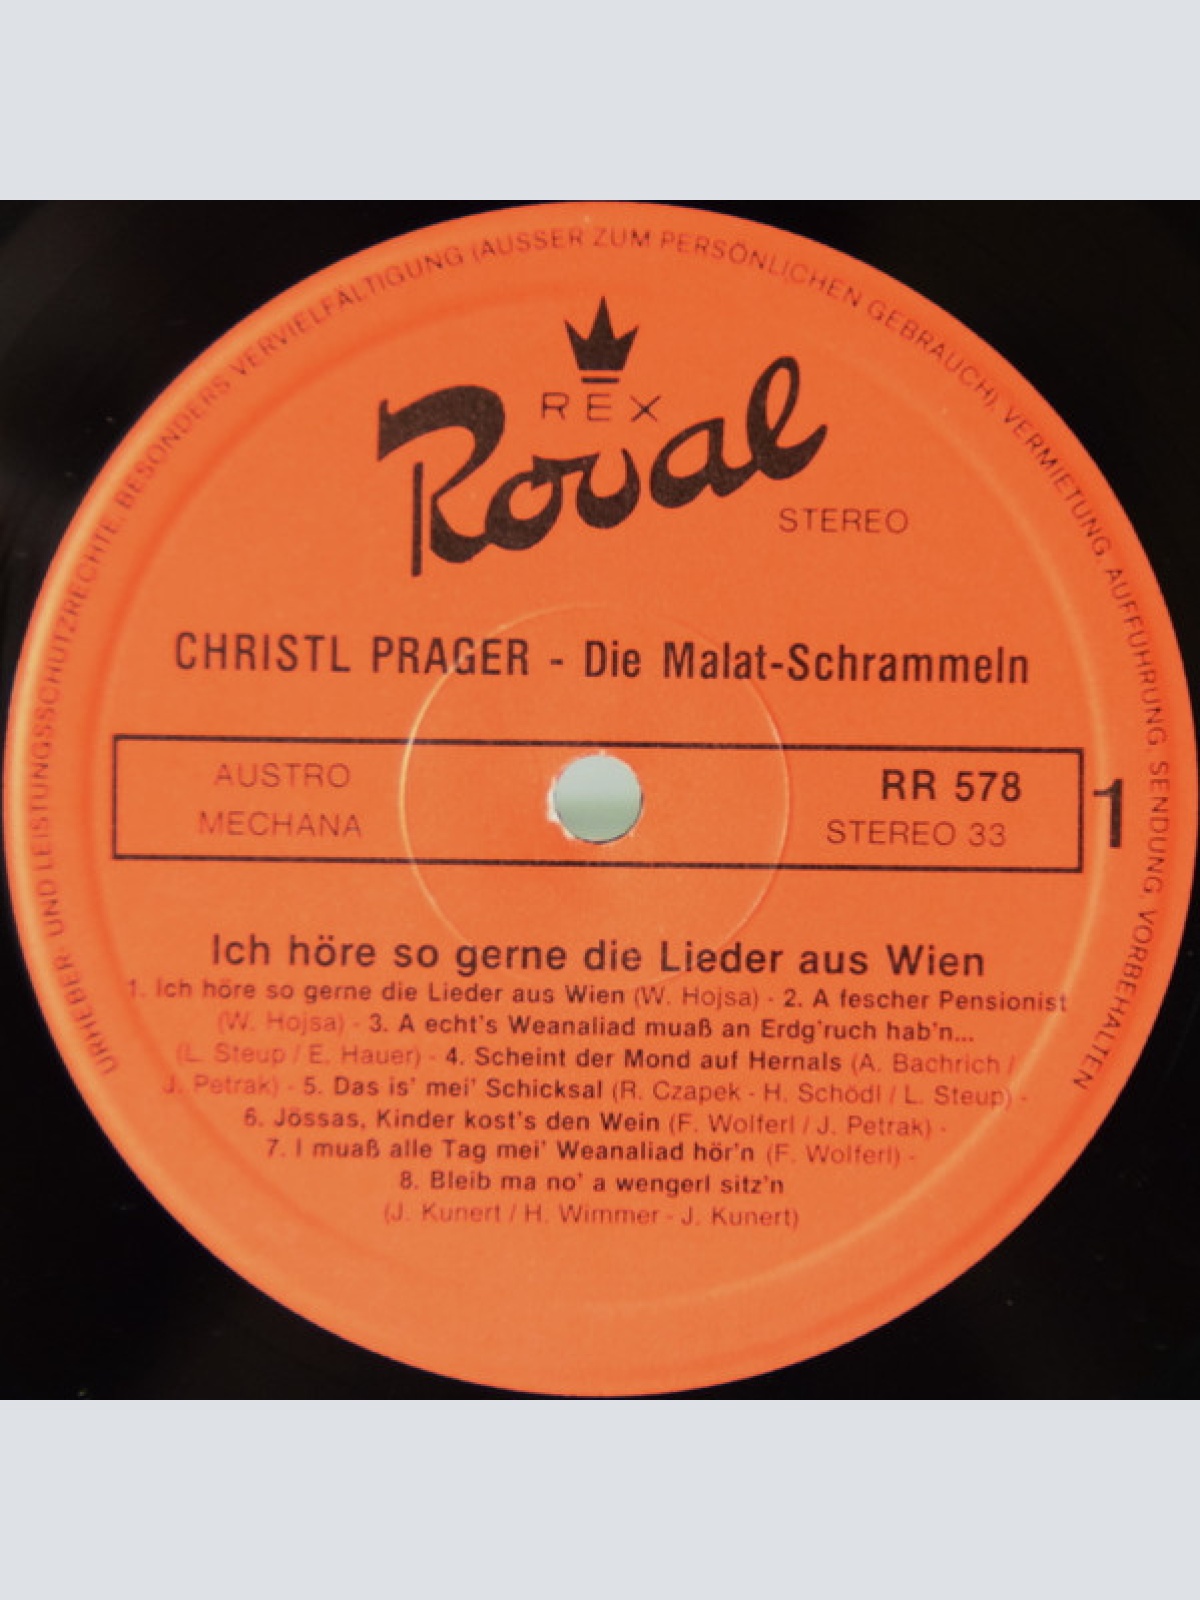 URHEBER- UND LEISTUNGSSCHUTZRECHTE, BESONDERS VERVIELFÄLTIGUNG (AUSSER ZUM PERSÖNLICHEN GEBRAUCH), VERMIETUNG, AUFFÜHRUNG, SENDUNG, VORBEHALTEN
REX
Royal
STEREO
CHRISTL PRAGER - Die Malat-Schrammeln
AUSTRO
MECHANA
RR 578
STEREO 33
1
Ich höre so gerne die Lieder aus Wien
1. Ich höre so gerne die Lieder aus Wien (W. Hojsa) - 2. A fescher Pensionist
(W. Hojsa) - 3. A echt's Weanaliad muaß an Erdg'ruch hab'n...
(L. Steup / E. Hauer) - 4. Scheint der Mond auf Hernals (A. Bachrich /
J. Petrak) - 5. Das is' mei' Schicksal (R. Czapek - H. Schödl / L. Steup) -
6. Jössas, Kinder kost's den Wein (F. Wolferl / J. Petrak) -
7. I muaß alle Tag mei' Weanaliad hör'n (F. Wolferl) -
8. Bleib ma no' a wengerl sitz'n
(J. Kunert / H. Wimmer - J. Kunert)